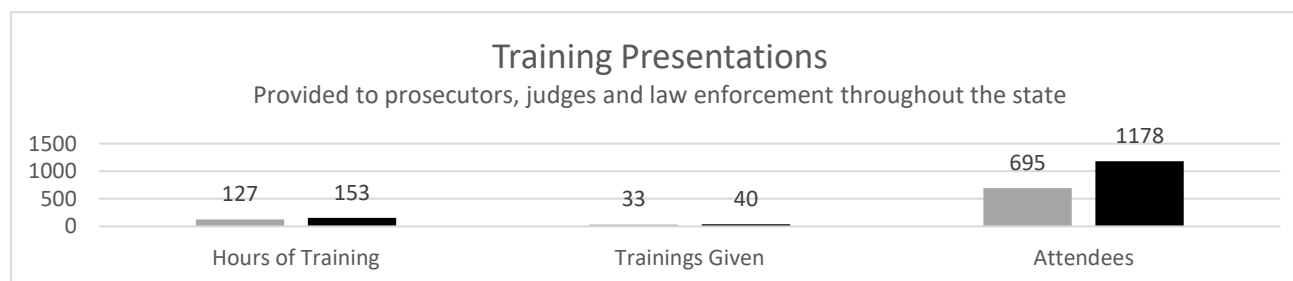 Training Presentations
Provided to prosecutors, judges and law enforcement throughout the state
1500
1000
500
0
127
153
33
40
695
1178
Hours of Training
Trainings Given
Attendees